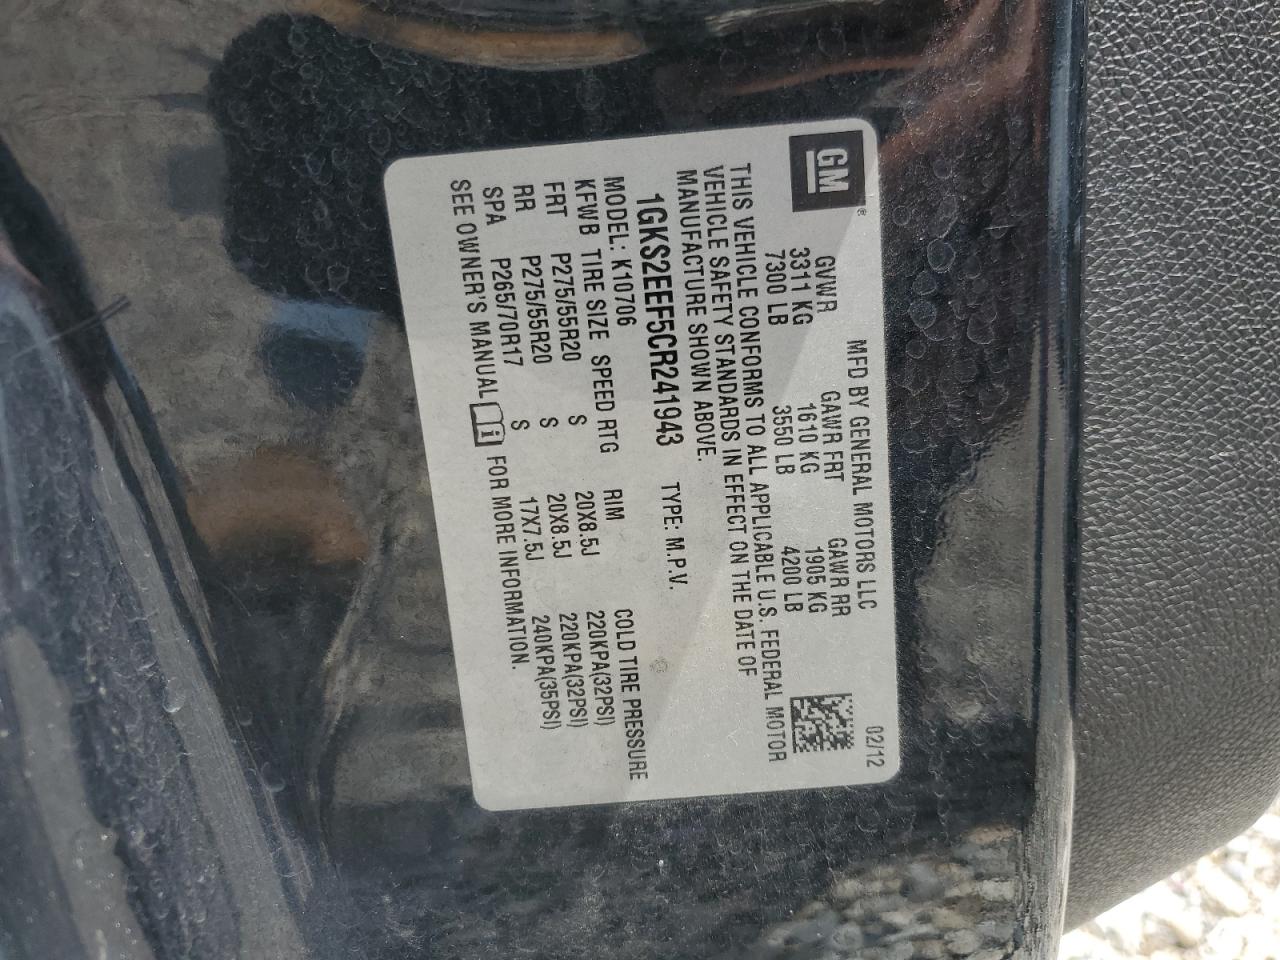 GM®
MFD BY GENERAL MOTORS LLC 02/12
GVWR GAWR FRT GAWR RR
3311 KG 1610 KG 1905 KG
7300 LB 3550 LB 4200 LB
THIS VEHICLE CONFORMS TO ALL APPLICABLE U.S. FEDERAL MOTOR
VEHICLE SAFETY STANDARDS IN EFFECT ON THE DATE OF
MANUFACTURE SHOWN ABOVE.
1GKS2EEF5CR241943 TYPE: M.P.V.
MODEL: K10706
KFWB TIRE SIZE SPEED RTG RIM COLD TIRE PRESSURE
FRT P275/55R20 S 20X8.5J 220KPA(32PSI)
RR P275/55R20 S 20X8.5J 220KPA(32PSI)
SPA P265/70R17 S 17X7.5J 240KPA(35PSI)
SEE OWNER'S MANUAL i FOR MORE INFORMATION.